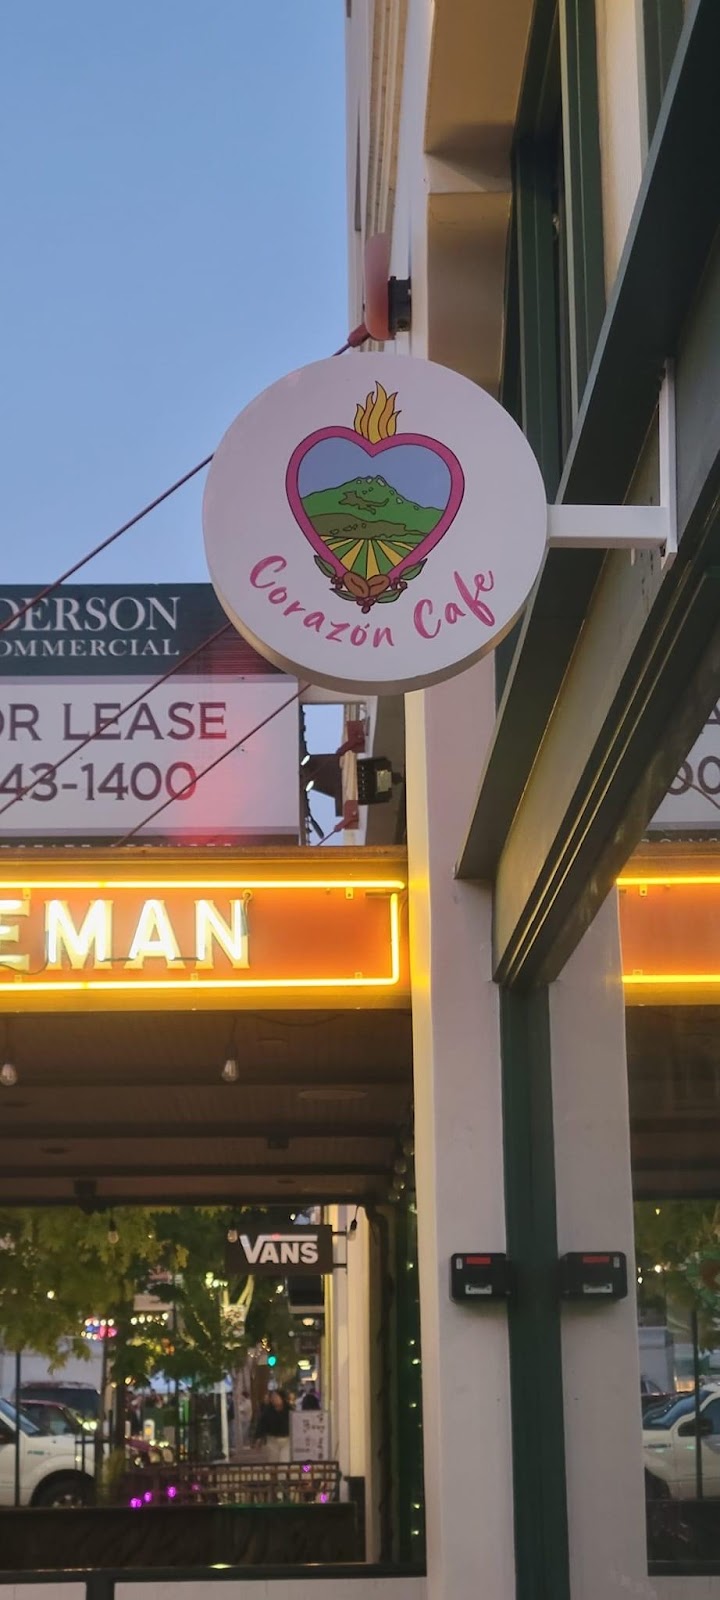 Corazón Cafe
DERSON
OMMERCIAL
OR LEASE
43-1400
EMAN
VANS